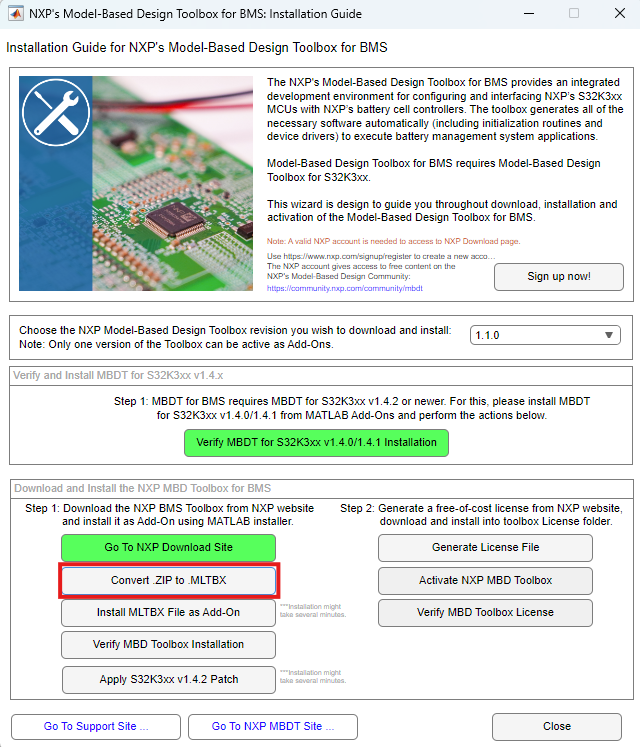 NXP's Model-Based Design Toolbox for BMS: Installation Guide
Installation Guide for NXP's Model-Based Design Toolbox for BMS
The NXP's Model-Based Design Toolbox for BMS provides an integrated
development environment for configuring and interfacing NXP's S32K3xx
MCUs with NXP's battery cell controllers. The toolbox generates all of the
necessary software automatically (including initialization routines and
device drivers) to execute battery management system applications.
Model-Based Design Toolbox for BMS requires Model-Based Design
Toolbox for S32K3xx.
This wizard is design to guide you throughout download, installation and
activation of the Model-Based Design Toolbox for BMS.
Note: A valid NXP account is needed to access to NXP Download page.
Use https://www.nxp.com/signup/register to create a new acco...
The NXP account gives access to free content on the
NXP's Model-Based Design Community:
https://community.nxp.com/community/mbdt
Sign up now!
Choose the NXP Model-Based Design Toolbox revision you wish to download and install:
Note: Only one version of the Toolbox can be active as Add-Ons.
1.1.0
Verify and Install MBDT for S32K3xx v1.4.x
Step 1: MBDT for BMS requires MBDT for S32K3xx v1.4.2 or newer. For this, please install MBDT
for S32K3xx v1.4.0/1.4.1 from MATLAB Add-Ons and perform the actions below.
Verify MBDT for S32K3xx v1.4.0/1.4.1 Installation
Download and Install the NXP MBD Toolbox for BMS
Step 1: Download the NXP BMS Toolbox from NXP website
and install it as Add-On using MATLAB installer.
Go To NXP Download Site
Convert .ZIP to .MLTBX
Install MLTBX File as Add-On
***Installation might
take several minutes.
Verify MBD Toolbox Installation
Apply S32K3xx v1.4.2 Patch
***Installation might
take several minutes.
Step 2: Generate a free-of-cost license from NXP website,
download and install into toolbox License folder.
Generate License File
Activate NXP MBD Toolbox
Verify MBD Toolbox License
Go To Support Site ...
Go To NXP MBDT Site ...
Close